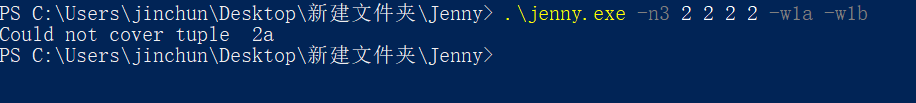 PS C:\Users\jinchun\Desktop\新建文件夹\Jenny> .\jenny.exe -n3 2 2 2 2 -w1a -w1b
Could not cover tuple  2a
PS C:\Users\jinchun\Desktop\新建文件夹\Jenny>